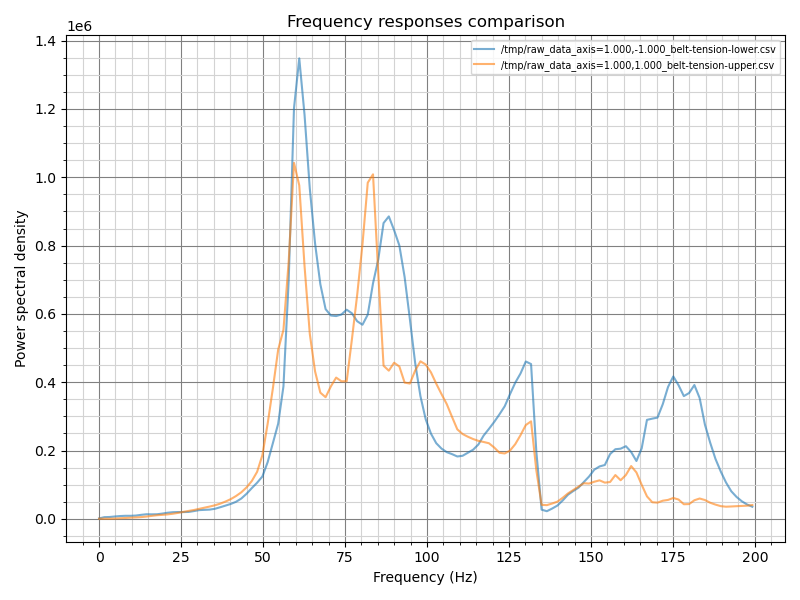 Frequency responses comparison
1e6
/tmp/raw_data_axis=1.000,-1.000_belt-tension-lower.csv
/tmp/raw_data_axis=1.000,1.000_belt-tension-upper.csv
1.4
1.2
1.0
0.8
0.6
0.4
0.2
0.0
Power spectral density
0 25 50 75 100 125 150 175 200
Frequency (Hz)